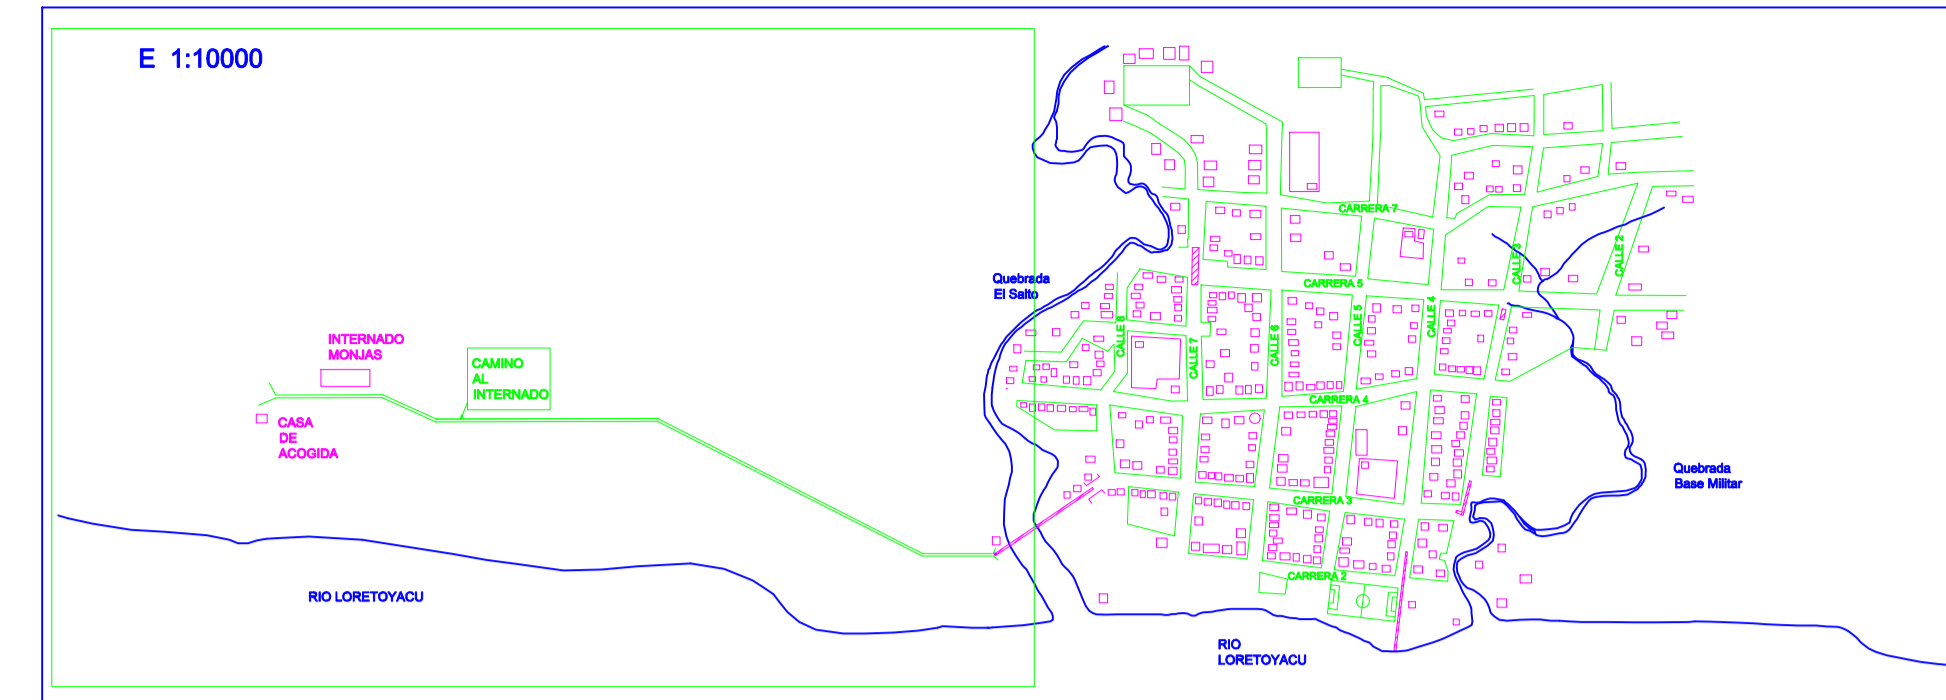 E 1:10000
CARRERA 7
CALLE 3
CALLE 2
Quebrada
El Salto
CARRERA 5
CALLE 8
CALLE 7
CALLE 6
CALLE 5
CALLE 4
INTERNADO
MONJAS
CAMINO
AL
INTERNADO
CARRERA 4
CASA
DE
ACOGIDA
Quebrada
Base Militar
CARRERA 3
CARRERA 2
RIO LORETOYACU
RIO
LORETOYACU